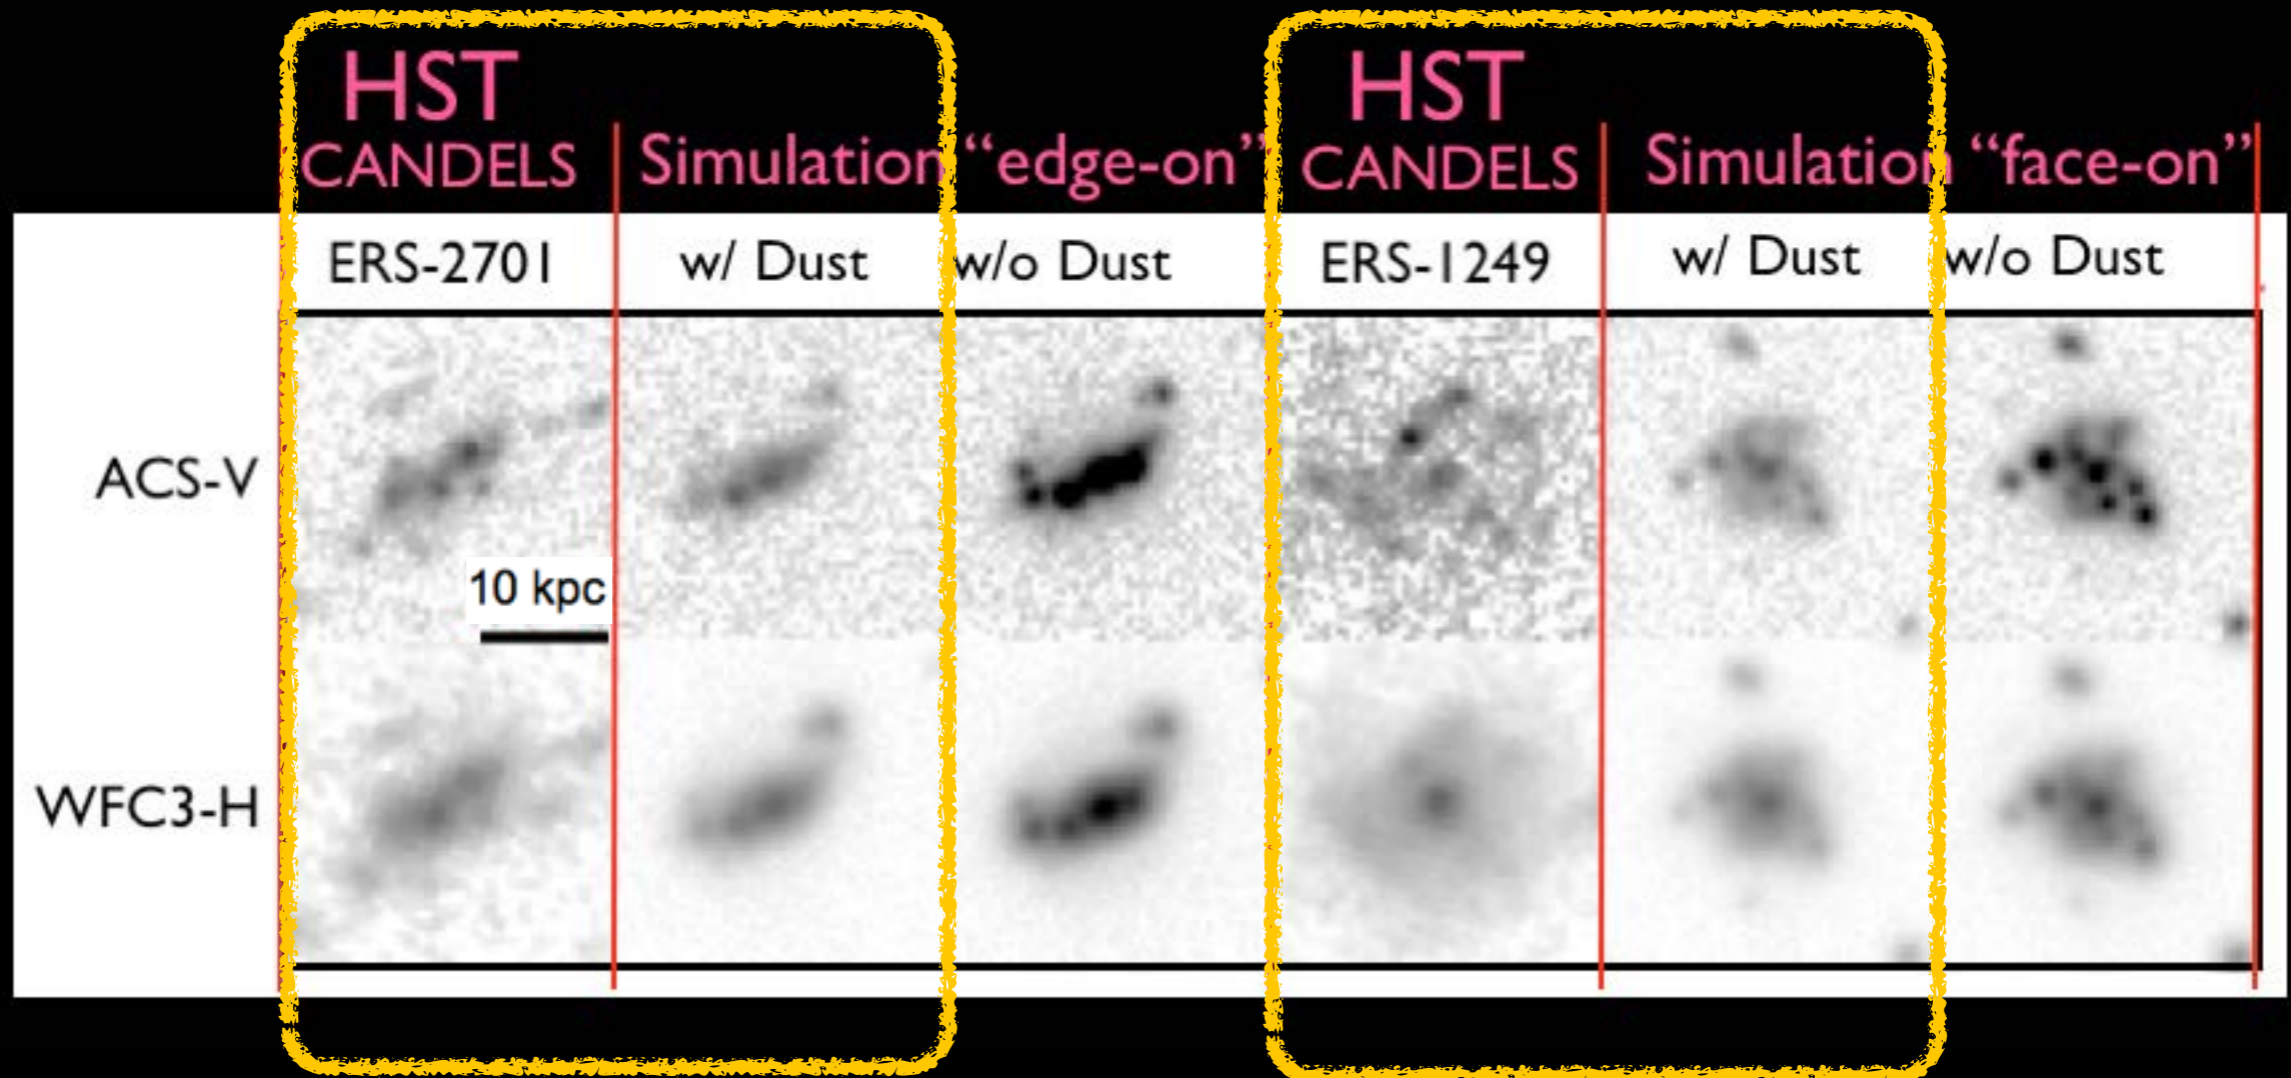 HST
HST
CANDELS
Simulation “edge-on”
CANDELS
Simulation “face-on”
ERS-2701
w/ Dust
w/o Dust
ERS-1249
w/ Dust
w/o Dust
ACS-V
10 kpc
WFC3-H